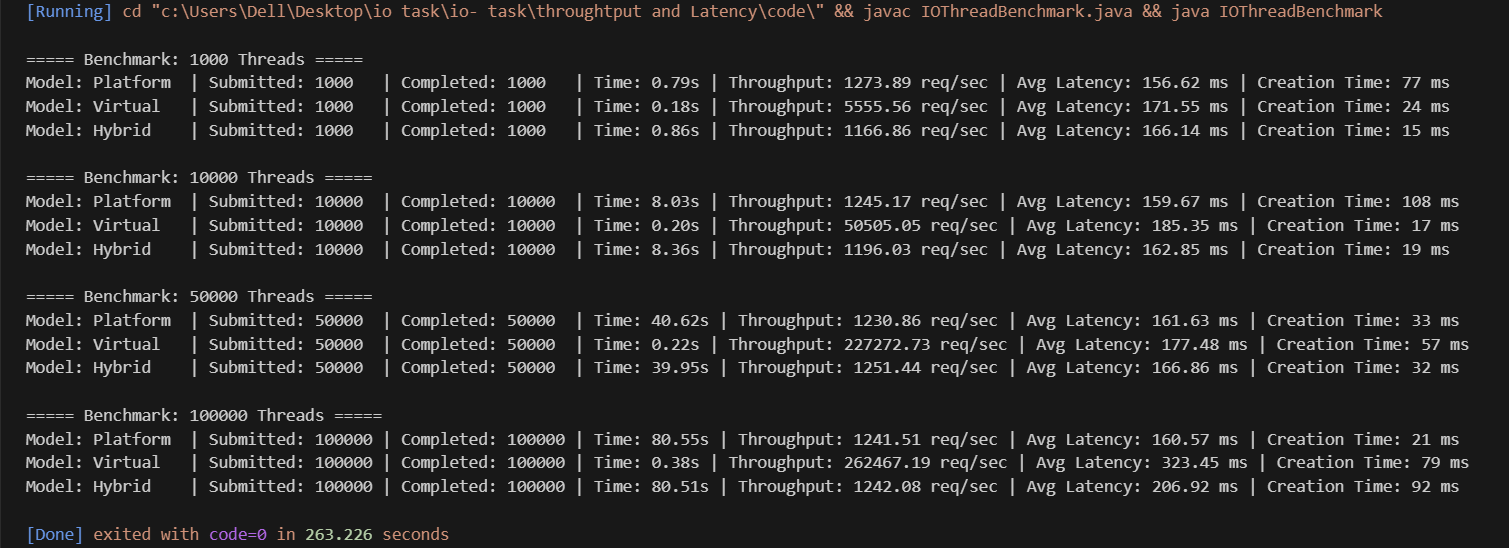 [Running] cd "c:\Users\Dell\Desktop\io task\io- task\throughtput and Latency\code\" && javac IOThreadBenchmark.java && java IOThreadBenchmark
===== Benchmark: 1000 Threads =====
Model: Platform | Submitted: 1000 | Completed: 1000 | Time: 0.79s | Throughput: 1273.89 req/sec | Avg Latency: 156.62 ms | Creation Time: 77 ms
Model: Virtual | Submitted: 1000 | Completed: 1000 | Time: 0.18s | Throughput: 5555.56 req/sec | Avg Latency: 171.55 ms | Creation Time: 24 ms
Model: Hybrid | Submitted: 1000 | Completed: 1000 | Time: 0.86s | Throughput: 1166.86 req/sec | Avg Latency: 166.14 ms | Creation Time: 15 ms
===== Benchmark: 10000 Threads =====
Model: Platform | Submitted: 10000 | Completed: 10000 | Time: 8.03s | Throughput: 1245.17 req/sec | Avg Latency: 159.67 ms | Creation Time: 108 ms
Model: Virtual | Submitted: 10000 | Completed: 10000 | Time: 0.20s | Throughput: 50505.05 req/sec | Avg Latency: 185.35 ms | Creation Time: 17 ms
Model: Hybrid | Submitted: 10000 | Completed: 10000 | Time: 8.36s | Throughput: 1196.03 req/sec | Avg Latency: 162.85 ms | Creation Time: 19 ms
===== Benchmark: 50000 Threads =====
Model: Platform | Submitted: 50000 | Completed: 50000 | Time: 40.62s | Throughput: 1230.86 req/sec | Avg Latency: 161.63 ms | Creation Time: 33 ms
Model: Virtual | Submitted: 50000 | Completed: 50000 | Time: 0.22s | Throughput: 227272.73 req/sec | Avg Latency: 177.48 ms | Creation Time: 57 ms
Model: Hybrid | Submitted: 50000 | Completed: 50000 | Time: 39.95s | Throughput: 1251.44 req/sec | Avg Latency: 166.86 ms | Creation Time: 32 ms
===== Benchmark: 100000 Threads =====
Model: Platform | Submitted: 100000 | Completed: 100000 | Time: 80.55s | Throughput: 1241.51 req/sec | Avg Latency: 160.57 ms | Creation Time: 21 ms
Model: Virtual | Submitted: 100000 | Completed: 100000 | Time: 0.38s | Throughput: 262467.19 req/sec | Avg Latency: 323.45 ms | Creation Time: 79 ms
Model: Hybrid | Submitted: 100000 | Completed: 100000 | Time: 80.51s | Throughput: 1242.08 req/sec | Avg Latency: 206.92 ms | Creation Time: 92 ms
[Done] exited with code=0 in 263.226 seconds